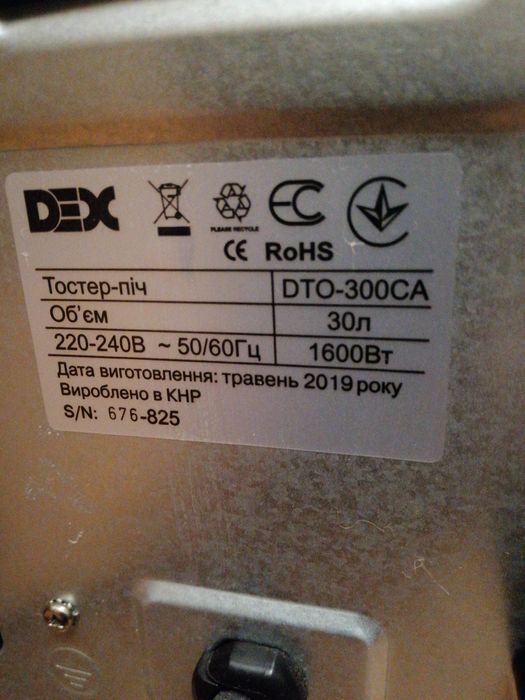 DEX
PLEASE RECYCLE
CE RoHS
Тостер-піч DTO-300CA
Об'єм 30л
220-240В ~ 50/60Гц 1600Вт
Дата виготовлення: травень 2019 року
Вироблено в КНР
S/N: 676-825